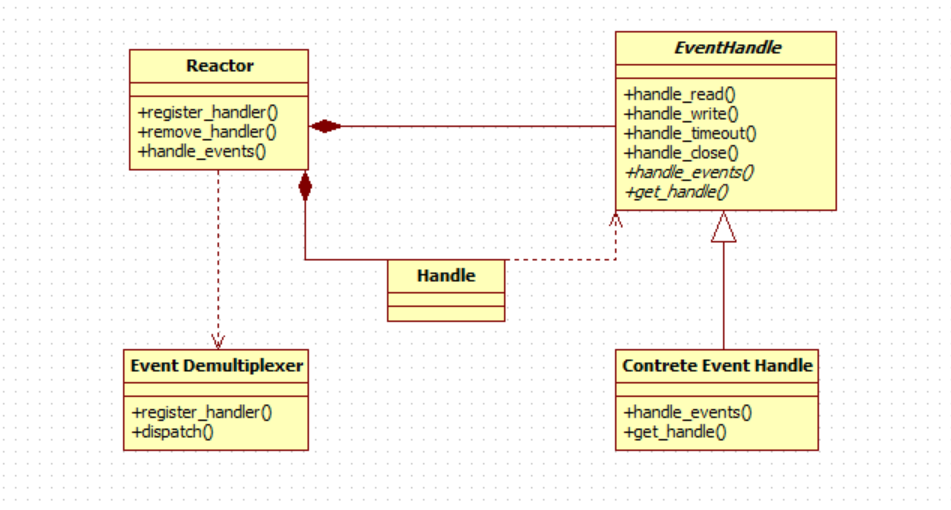 Reactor
+register_handler()
+remove_handler()
+handle_events()
EventHandle
+handle_read()
+handle_write()
+handle_timeout()
+handle_close()
+handle_events()
+get_handle()
Handle
Event Demultiplexer
+register_handler()
+dispatch()
Contrete Event Handle
+handle_events()
+get_handle()